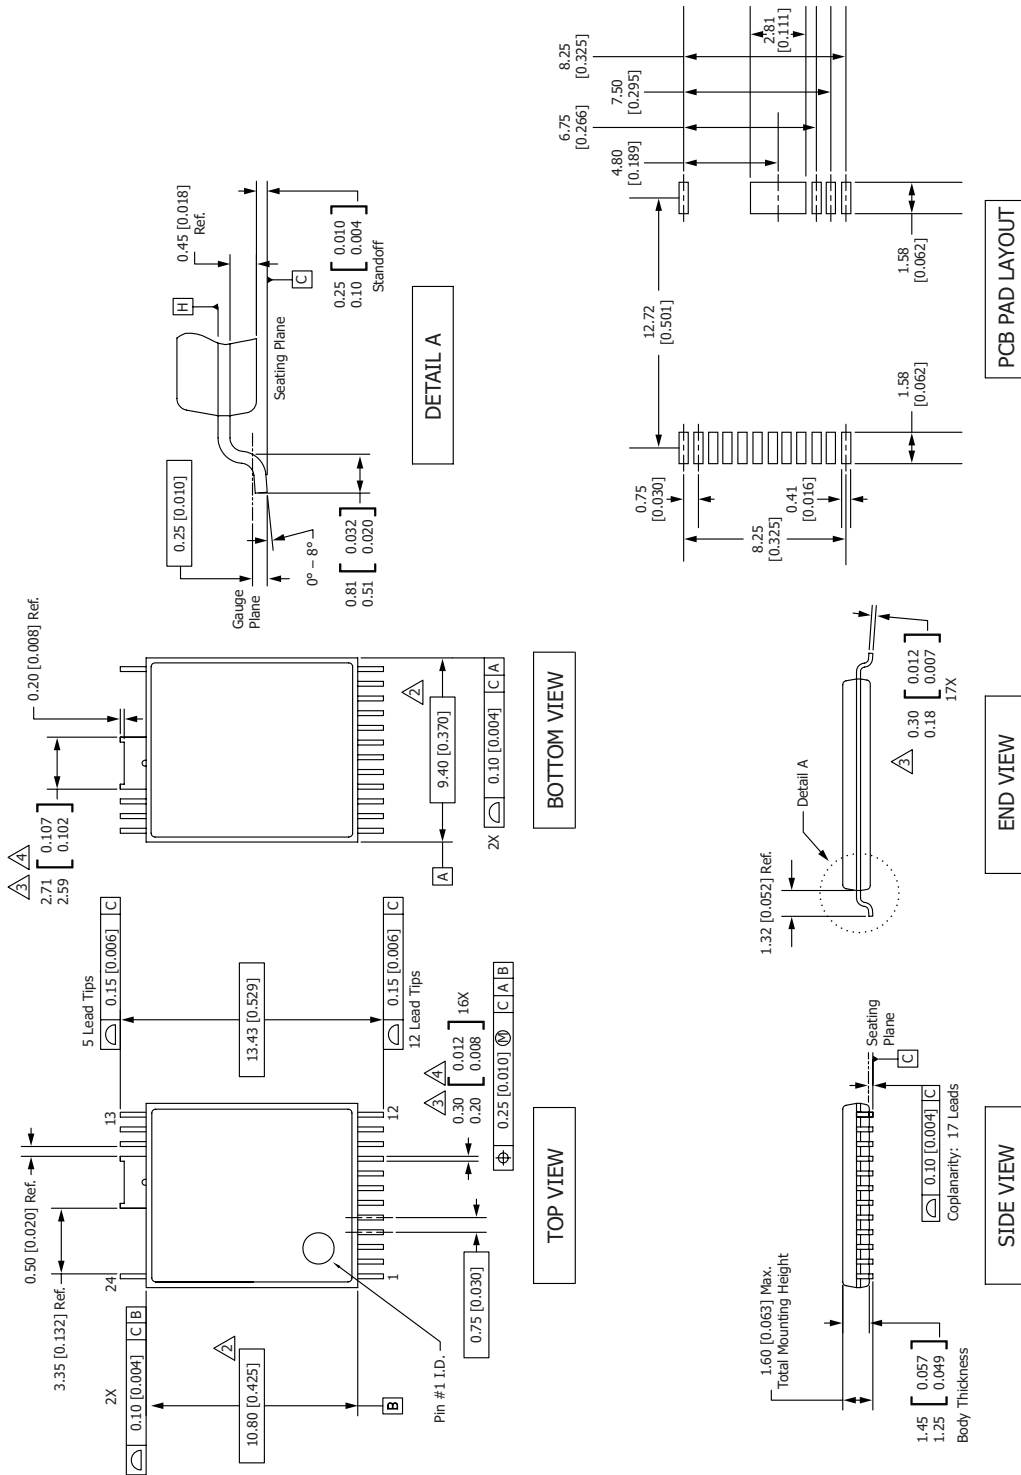 2X
⌓ 0.10 [0.004] C B
3.35 [0.132] Ref.
0.50 [0.020] Ref.
24
13
5 Lead Tips
⌓ 0.15 [0.006] C
2
10.80 [0.425]
13.43 [0.529]
B
Pin #1 I.D.
1
12
⌓ 0.15 [0.006] C
12 Lead Tips
0.75 [0.030]
3 4
0.30 [0.012] 16X
0.20 [0.008]
⌖ 0.25 [0.010] Ⓜ C A B
TOP VIEW
3 4
2.71 [0.107]
2.59 [0.102]
0.20 [0.008] Ref.
2
A
9.40 [0.370]
2X
⌓ 0.10 [0.004] C A
BOTTOM VIEW
0.25 [0.010]
Gauge
Plane
H
0.45 [0.018]
Ref.
Seating Plane
C
0° – 8°
0.81 [0.032]
0.51 [0.020]
0.25 [0.010]
0.10 [0.004]
Standoff
DETAIL A
1.60 [0.063] Max.
Total Mounting Height
1.45 [0.057]
1.25 [0.049]
Body Thickness
Seating
Plane
C
⌓ 0.10 [0.004] C
Coplanarity: 17 Leads
SIDE VIEW
1.32 [0.052] Ref.
Detail A
3
0.30 [0.012]
0.18 [0.007]
17X
END VIEW
0.75
[0.030]
8.25
[0.325]
0.41
[0.016]
12.72
[0.501]
4.80
[0.189]
6.75
[0.266]
7.50
[0.295]
8.25
[0.325]
2.81
[0.111]
1.58
[0.062]
1.58
[0.062]
PCB PAD LAYOUT